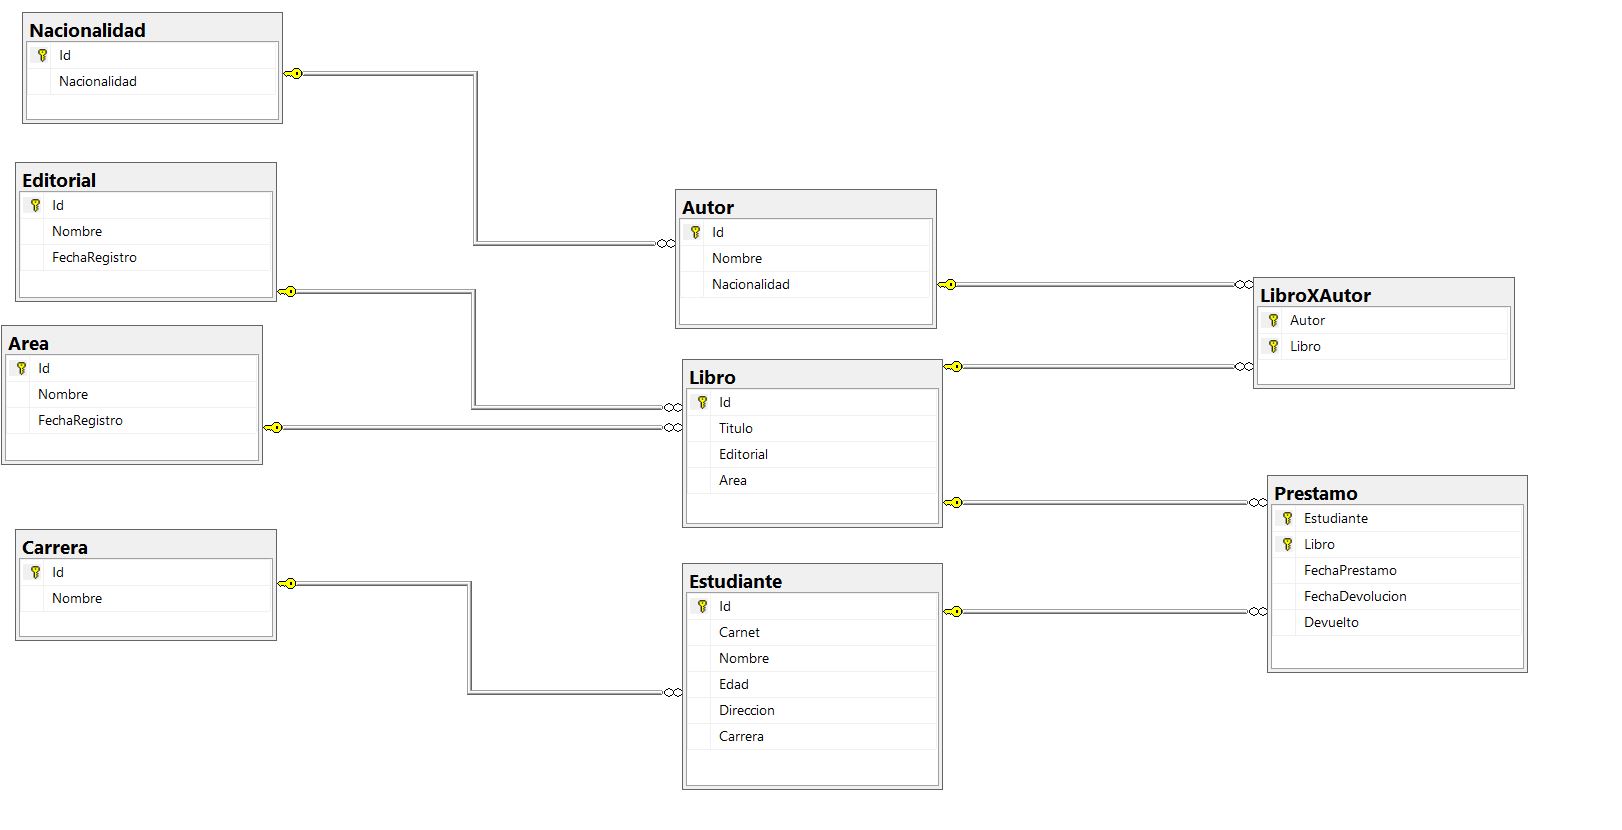 Nacionalidad
Id
Nacionalidad
Editorial
Id
Nombre
FechaRegistro
Area
Id
Nombre
FechaRegistro
Carrera
Id
Nombre
Autor
Id
Nombre
Nacionalidad
Libro
Id
Titulo
Editorial
Area
Estudiante
Id
Carnet
Nombre
Edad
Direccion
Carrera
LibroXAutor
Autor
Libro
Prestamo
Estudiante
Libro
FechaPrestamo
FechaDevolucion
Devuelto